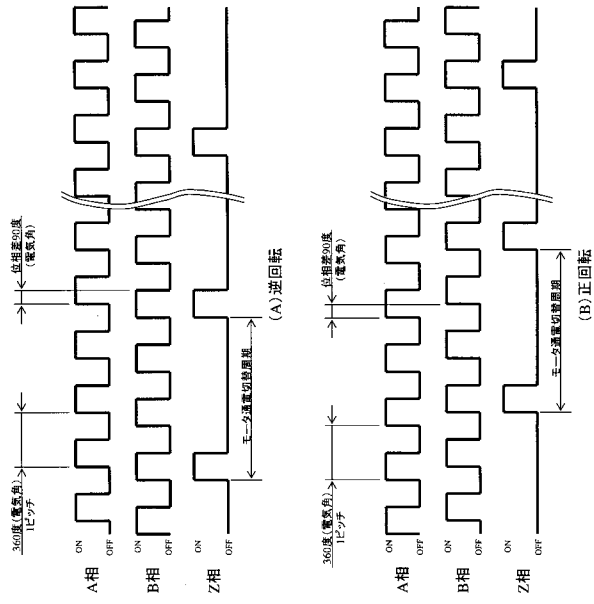 360度(電気角)
1ピッチ
位相差90度
(電気角)
A相
ON
OFF
B相
ON
OFF
Z相
ON
OFF
モータ通電切替周期
(A)逆回転
360度(電気角)
1ピッチ
位相差90度
(電気角)
A相
ON
OFF
B相
ON
OFF
Z相
ON
OFF
モータ通電切替周期
(B)正回転